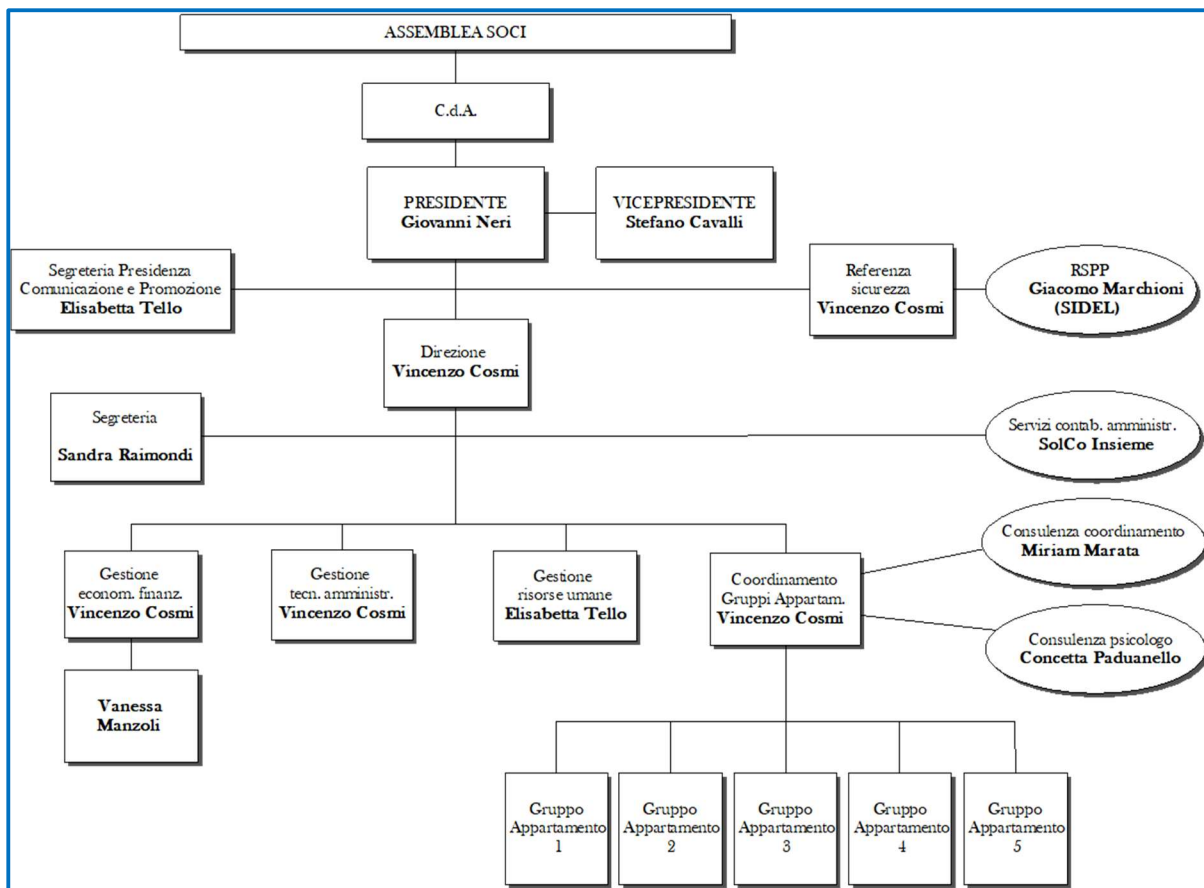 ASSEMBLEA SOCI
C.d.A.
PRESIDENTE
Giovanni Neri
VICEPRESIDENTE
Stefano Cavalli
Segreteria Presidenza
Comunicazione e Promozione
Elisabetta Tello
Referenza
sicurezza
Vincenzo Cosmi
RSPP
Giacomo Marchioni
(SIDEL)
Direzione
Vincenzo Cosmi
Segreteria
Sandra Raimondi
Servizi contab. amministr.
SolCo Insieme
Consulenza coordinamento
Miriam Marata
Gestione
econom. finanz.
Vincenzo Cosmi
Gestione
tecn. amministr.
Vincenzo Cosmi
Gestione
risorse umane
Elisabetta Tello
Coordinamento
Gruppi Appartam.
Vincenzo Cosmi
Consulenza psicologo
Concetta Paduanello
Vanessa
Manzoli
Gruppo
Appartamento
1
Gruppo
Appartamento
2
Gruppo
Appartamento
3
Gruppo
Appartamento
4
Gruppo
Appartamento
5